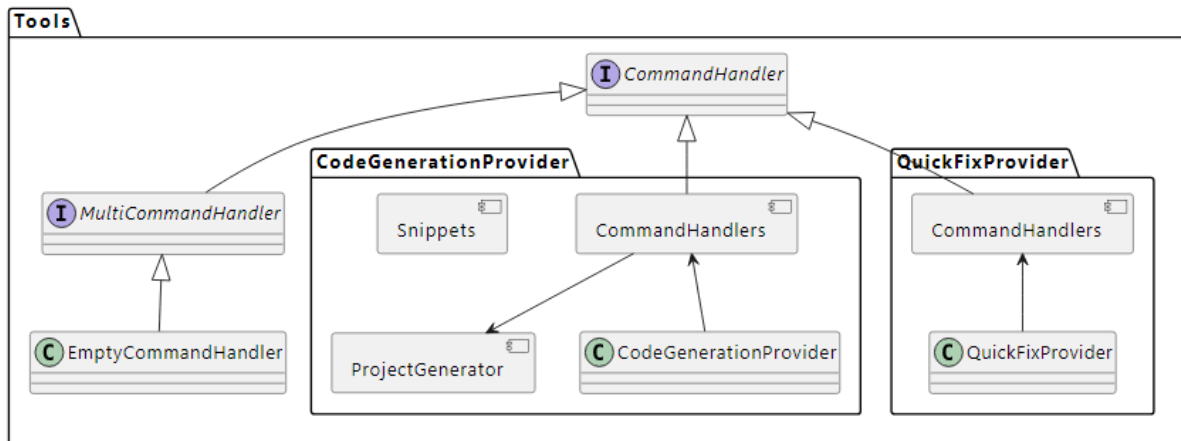 Tools
I CommandHandler
CodeGenerationProvider
QuickFixProvider
I MultiCommandHandler
Snippets
CommandHandlers
CommandHandlers
C EmptyCommandHandler
ProjectGenerator
C CodeGenerationProvider
C QuickFixProvider